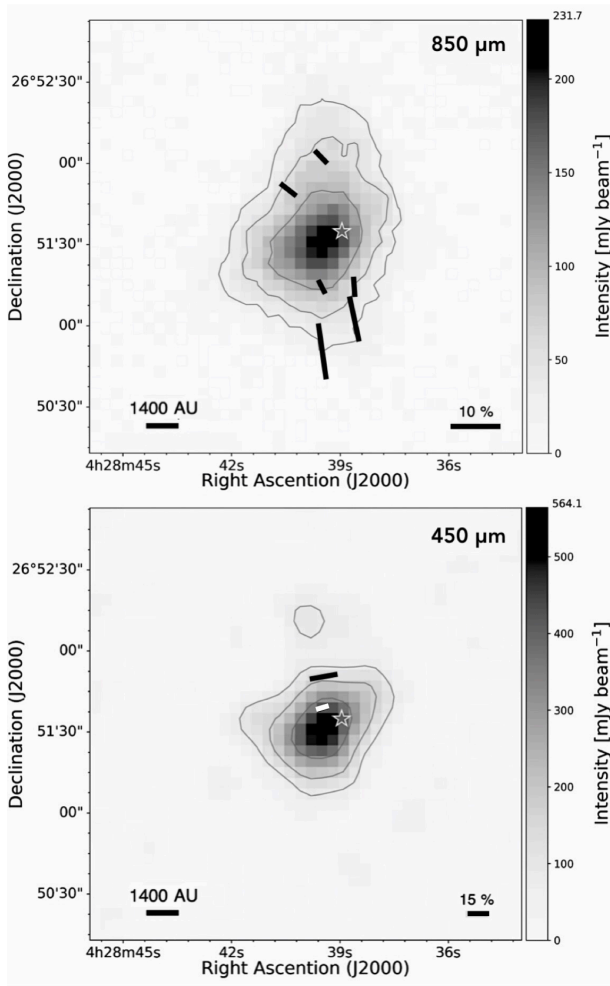 850 μm
231.7
26°52'30"
00"
51'30"
00"
50'30"
200
150
100
50
0
Declination (J2000)
Intensity [mJy beam⁻¹]
1400 AU
10 %
4h28m45s
42s
39s
36s
Right Ascension (J2000)
450 μm
564.1
26°52'30"
00"
51'30"
00"
50'30"
500
400
300
200
100
0
Declination (J2000)
Intensity [mJy beam⁻¹]
1400 AU
15 %
4h28m45s
42s
39s
36s
Right Ascension (J2000)